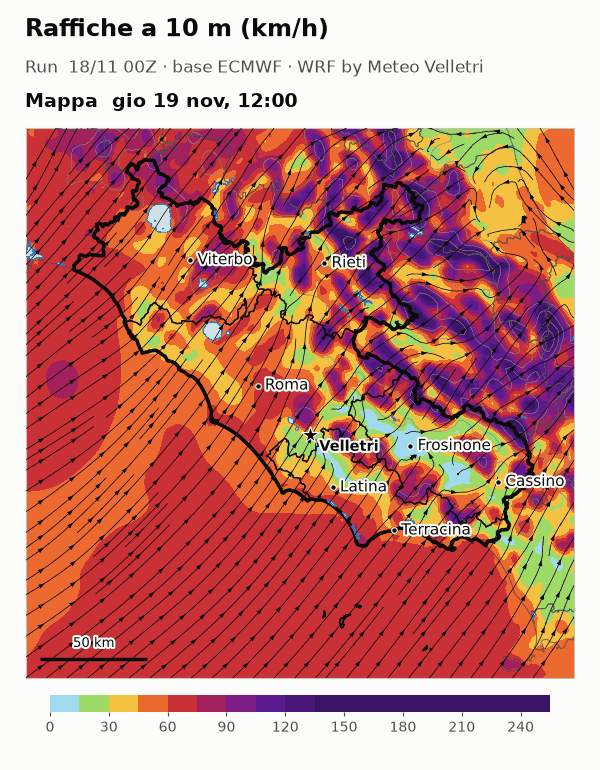 Raffiche a 10 m (km/h)
Run  18/11 00Z · base ECMWF · WRF by Meteo Velletri
Mappa  gio 19 nov, 12:00
Viterbo
Rieti
Roma
Velletri
Frosinone
Latina
Cassino
Terracina
50 km
0 30 60 90 120 150 180 210 240